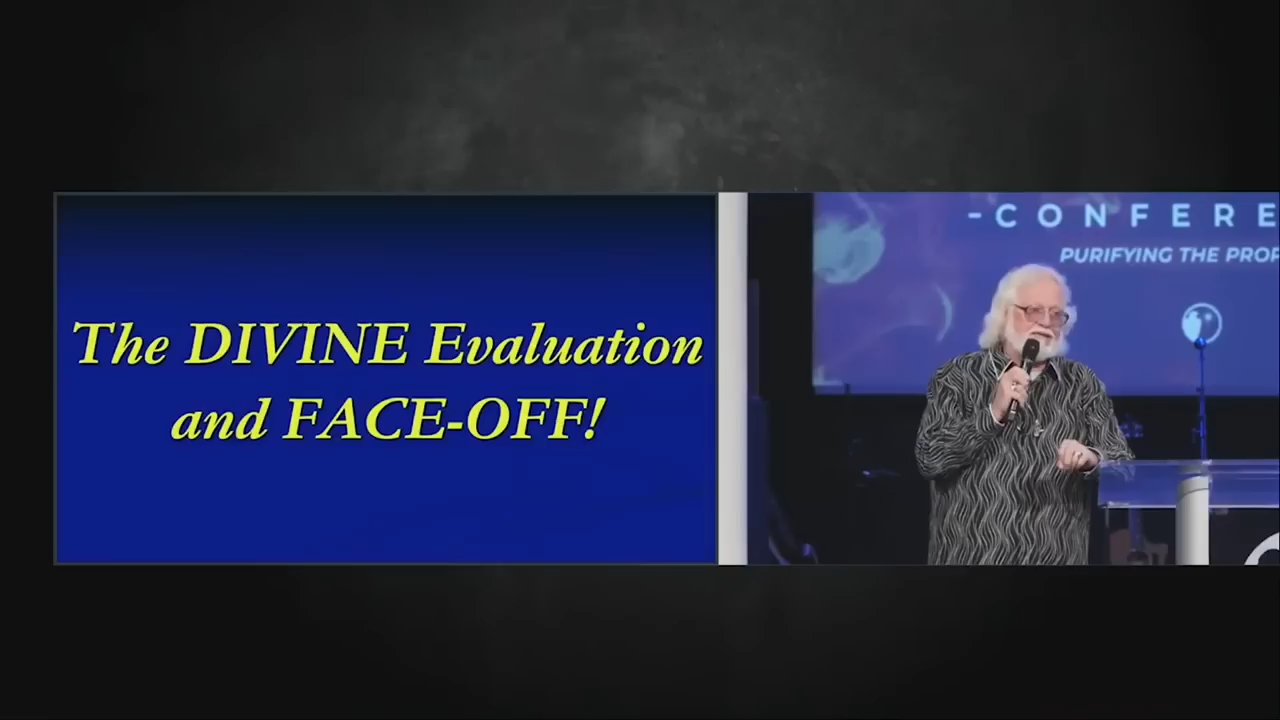 The DIVINE Evaluation
and FACE-OFF!
-CONFERE
PURIFYING THE PROP